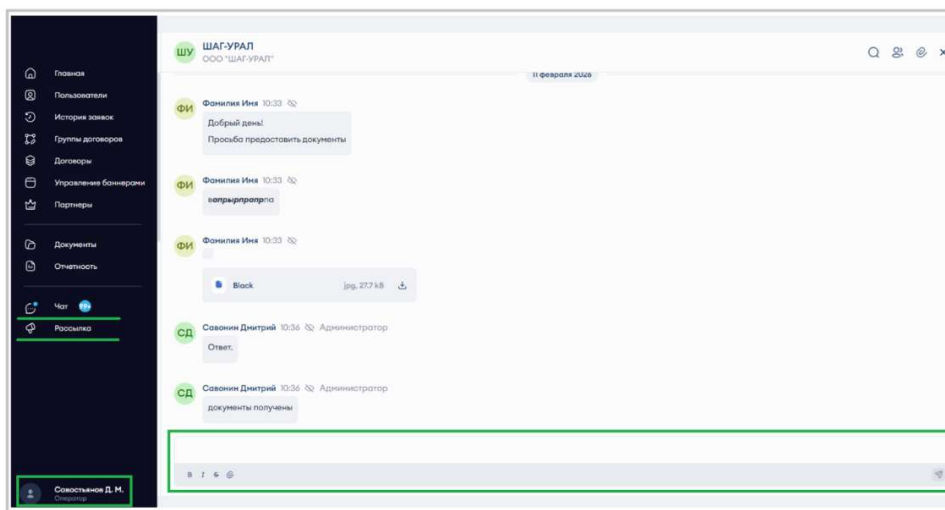 ШУ
ШАГ-УРАЛ
ООО "ШАГ-УРАЛ"
Главная
Пользователи
История заявок
Группы договоров
Договоры
Управление баннерами
Партнеры
Документы
Отчетность
Чат 99+
Рассылка
Савостьянов Д. М.
Оператор
11 февраля 2026
ФИ
Фамилия Имя 10:33
Добрый день!
Просьба предоставить документы
ФИ
Фамилия Имя 10:33
вапрырпрапрпа
ФИ
Фамилия Имя 10:33
Black jpg, 27.7 kB
СД
Савонин Дмитрий 10:36 Администратор
Ответ.
СД
Савонин Дмитрий 10:36 Администратор
документы получены
B I S